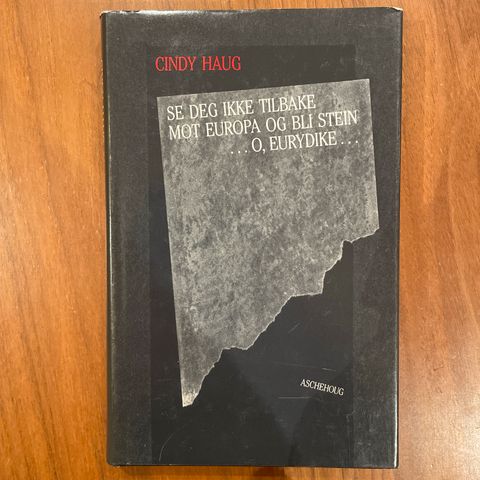 CINDY HAUG
SE DEG IKKE TILBAKE
MOT EUROPA OG BLI STEIN
... O, EURYDIKE ...
ASCHEHOUG